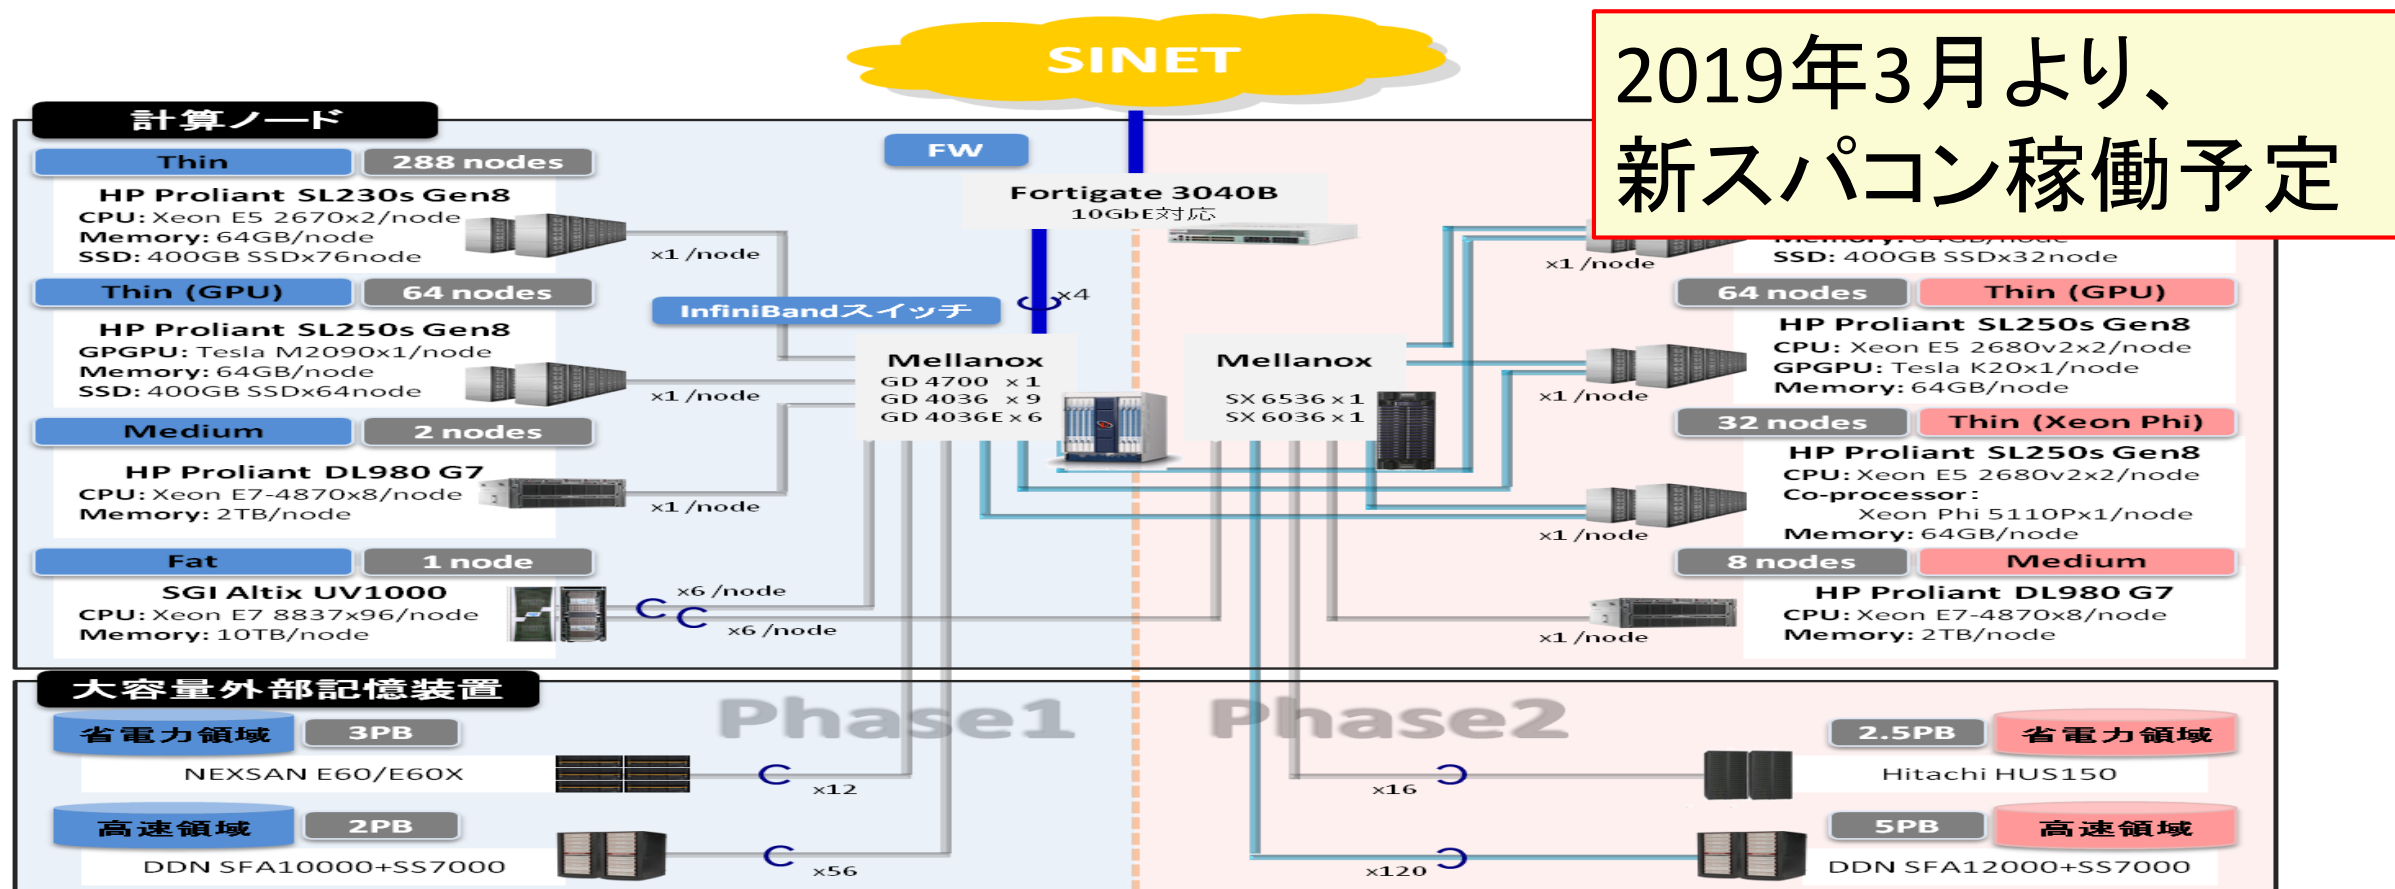 SINET
2019年3月より、
新スパコン稼働予定
計算ノード
Thin
288 nodes
HP Proliant SL230s Gen8
CPU: Xeon E5 2670x2/node
Memory: 64GB/node
SSD: 400GB SSDx76node
x1 /node
Thin (GPU)
64 nodes
HP Proliant SL250s Gen8
GPGPU: Tesla M2090x1/node
Memory: 64GB/node
SSD: 400GB SSDx64node
x1 /node
Medium
2 nodes
HP Proliant DL980 G7
CPU: Xeon E7-4870x8/node
Memory: 2TB/node
x1 /node
Fat
1 node
SGI Altix UV1000
CPU: Xeon E7 8837x96/node
Memory: 10TB/node
x6 /node
x6 /node
FW
Fortigate 3040B
10GbE対応
x4
InfiniBandスイッチ
Mellanox
GD 4700 x 1
GD 4036 x 9
GD 4036E x 6
Mellanox
SX 6536 x 1
SX 6036 x 1
Memory: 64GB/node
SSD: 400GB SSDx32node
x1 /node
64 nodes
Thin (GPU)
HP Proliant SL250s Gen8
CPU: Xeon E5 2680v2x2/node
GPGPU: Tesla K20x1/node
Memory: 64GB/node
x1 /node
32 nodes
Thin (Xeon Phi)
HP Proliant SL250s Gen8
CPU: Xeon E5 2680v2x2/node
Co-processor:
Xeon Phi 5110Px1/node
Memory: 64GB/node
x1 /node
8 nodes
Medium
HP Proliant DL980 G7
CPU: Xeon E7-4870x8/node
Memory: 2TB/node
x1 /node
大容量外部記憶装置
Phase1
Phase2
省電力領域
3PB
NEXSAN E60/E60X
x12
高速領域
2PB
DDN SFA10000+SS7000
x56
2.5PB
省電力領域
Hitachi HUS150
x16
5PB
高速領域
DDN SFA12000+SS7000
x120